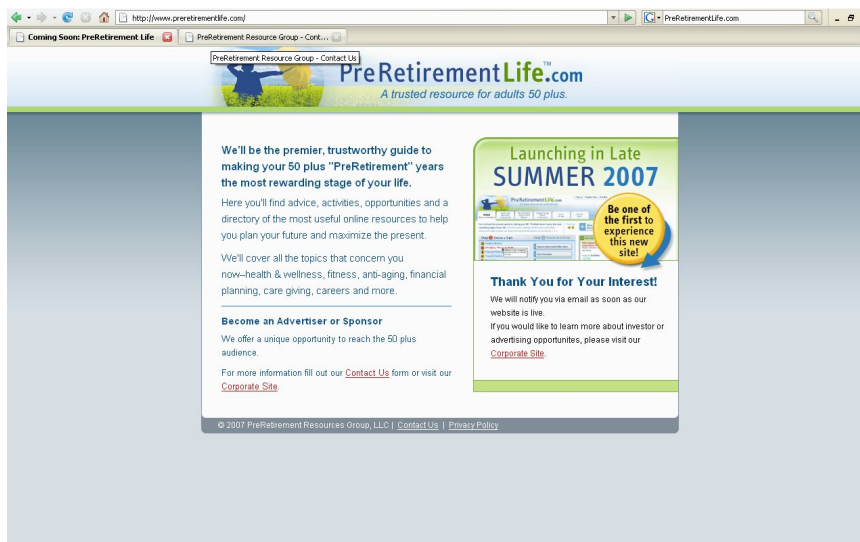 http://www.preretirementlife.com/
PreRetirementLife.com
Coming Soon: PreRetirement Life
PreRetirement Resource Group - Cont...
PreRetirement Resource Group - Contact Us
PreRetirementLife.com™
A trusted resource for adults 50 plus.
We'll be the premier, trustworthy guide to
making your 50 plus "PreRetirement" years
the most rewarding stage of your life.
Here you'll find advice, activities, opportunities and a
directory of the most useful online resources to help
you plan your future and maximize the present.
We'll cover all the topics that concern you
now–health & wellness, fitness, anti-aging, financial
planning, care giving, careers and more.
Become an Advertiser or Sponsor
We offer a unique opportunity to reach the 50 plus
audience.
For more information fill out our Contact Us form or visit our
Corporate Site.
Launching in Late
SUMMER 2007
PreRetirementLife.com
Be one of
the first to
experience
this new
site!
Thank You for Your Interest!
We will notify you via email as soon as our
website is live.
If you would like to learn more about investor or
advertising opportunites, please visit our
Corporate Site.
© 2007 PreRetirement Resources Group, LLC | Contact Us | Privacy Policy